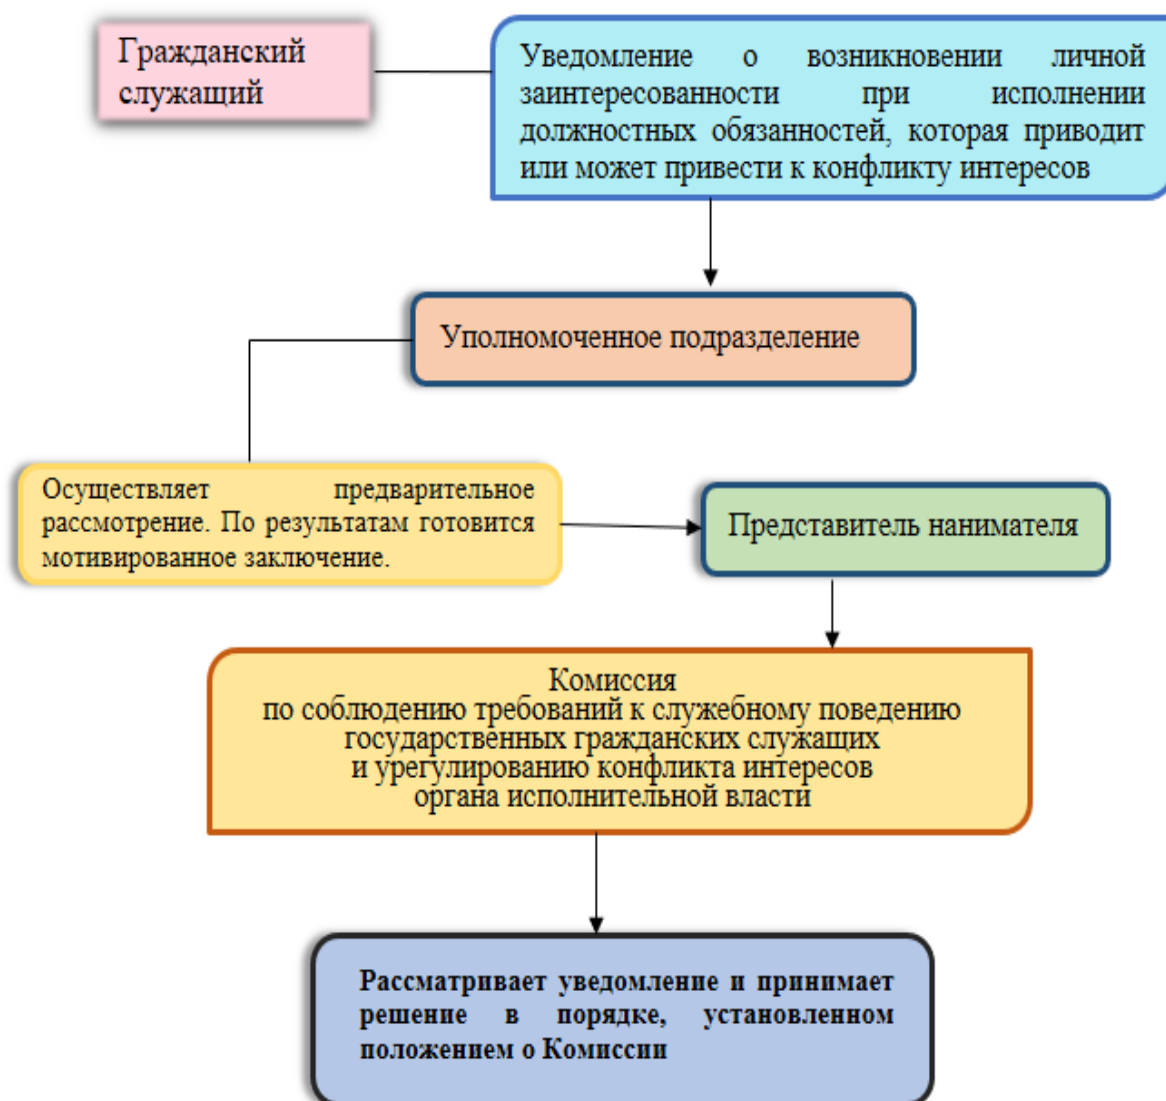 Гражданский
служащий
Уведомление о возникновении личной
заинтересованности при исполнении
должностных обязанностей, которая приводит
или может привести к конфликту интересов
Уполномоченное подразделение
Осуществляет предварительное
рассмотрение. По результатам готовится
мотивированное заключение.
Представитель нанимателя
Комиссия
по соблюдению требований к служебному поведению
государственных гражданских служащих
и урегулированию конфликта интересов
органа исполнительной власти
Рассматривает уведомление и принимает
решение в порядке, установленном
положением о Комиссии